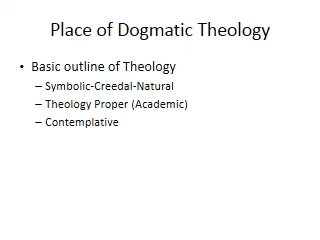 Place of Dogmatic Theology
• Basic outline of Theology
– Symbolic-Creedal-Natural
– Theology Proper (Academic)
– Contemplative